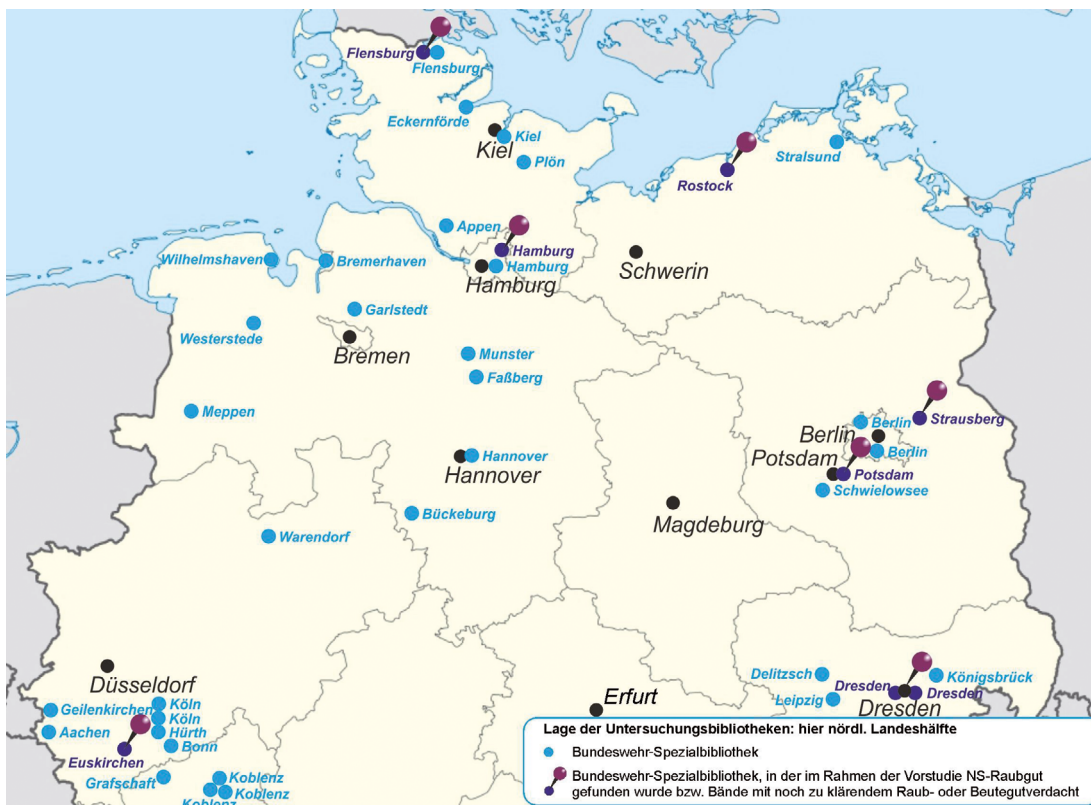 Flensburg
Flensburg
Eckernförde
Kiel
Kiel
Plön
Stralsund
Rostock
Appen
Hamburg
Hamburg
Hamburg
Schwerin
Wilhelmshaven
Bremerhaven
Garlstedt
Westerstede
Bremen
Munster
Faßberg
Meppen
Strausberg
Berlin
Berlin
Berlin
Potsdam
Potsdam
Schwielowsee
Hannover
Hannover
Bückeburg
Magdeburg
Warendorf
Düsseldorf
Köln
Geilenkirchen
Köln
Aachen
Hürth
Bonn
Euskirchen
Grafschaft
Koblenz
Koblenz
Koblenz
Erfurt
Delitzsch
Königsbrück
Leipzig
Dresden
Dresden
Dresden
Lage der Untersuchungsbibliotheken: hier nördl. Landeshälfte
Bundeswehr-Spezialbibliothek
Bundeswehr-Spezialbibliothek, in der im Rahmen der Vorstudie NS-Raubgut
gefunden wurde bzw. Bände mit noch zu klärendem Raub- oder Beutegutverdacht